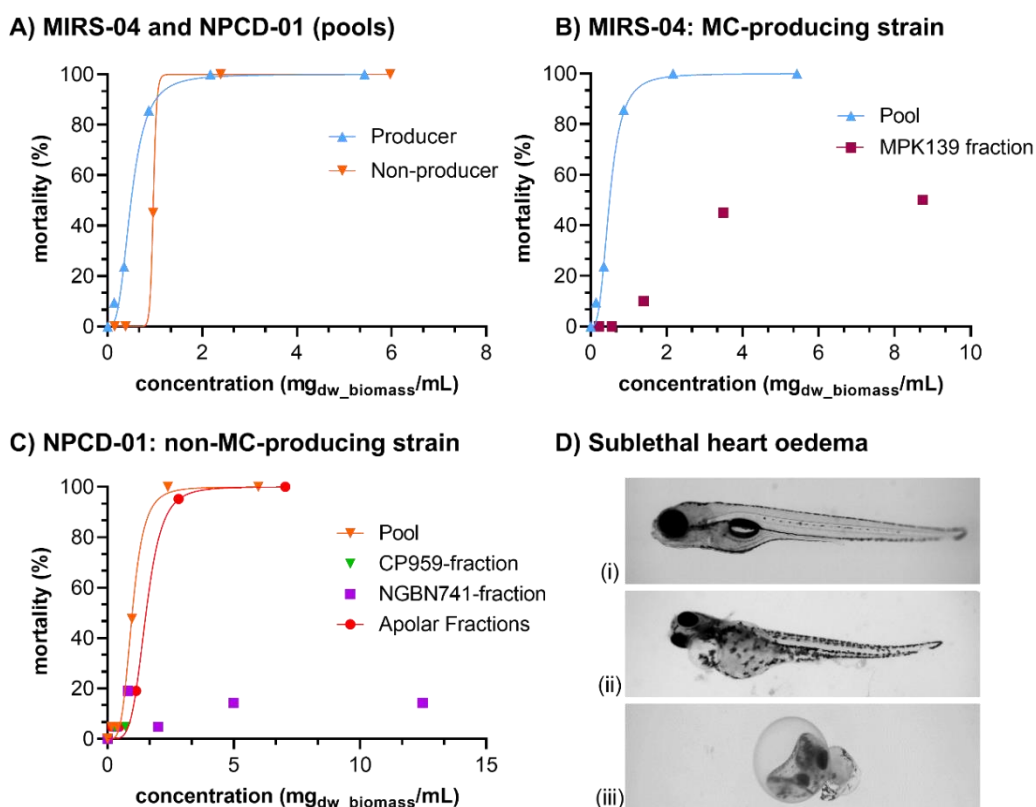 A) MIRS-04 and NPCD-01 (pools)
100
80
60
40
20
0
mortality (%)
Producer
Non-producer
0
2
4
6
8
concentration (mgdw_biomass/mL)
B) MIRS-04: MC-producing strain
100
80
60
40
20
0
mortality (%)
Pool
MPK139 fraction
0
2
4
6
8
10
concentration (mgdw_biomass/mL)
C) NPCD-01: non-MC-producing strain
100
80
60
40
20
0
mortality (%)
Pool
CP959-fraction
NGBN741-fraction
Apolar Fractions
0
5
10
15
concentration (mgdw_biomass/mL)
D) Sublethal heart oedema
(i)
(ii)
(iii)